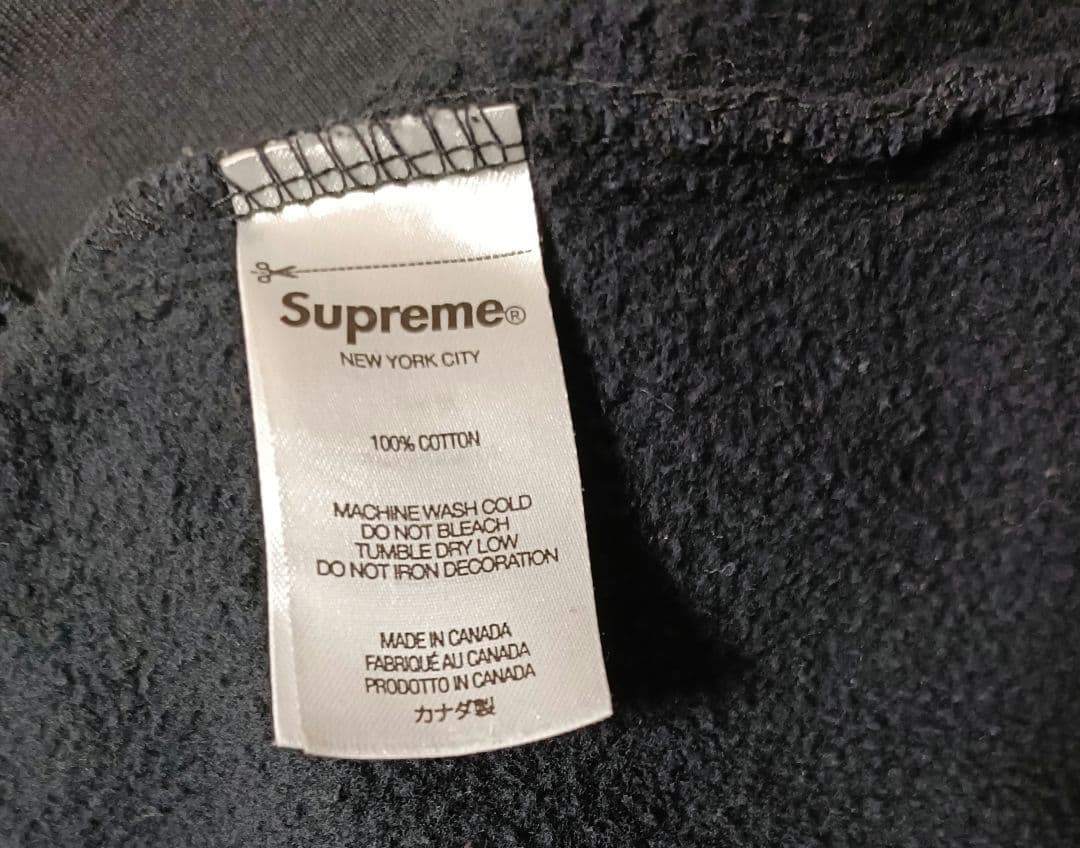 Supreme®
NEW YORK CITY
100% COTTON
MACHINE WASH COLD
DO NOT BLEACH
TUMBLE DRY LOW
DO NOT IRON DECORATION
MADE IN CANADA
FABRIQUÉ AU CANADA
PRODOTTO IN CANADA
カナダ製